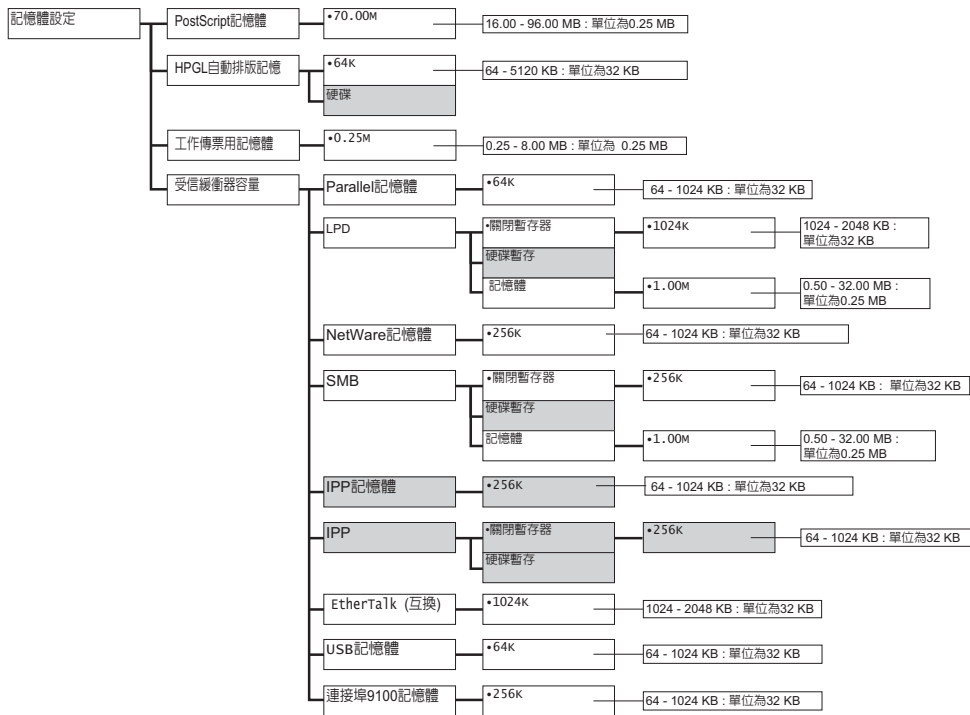 記憶體設定
PostScript記憶體
•70.00M
16.00 - 96.00 MB : 單位為0.25 MB
HPGL自動排版記憶
•64K
64 - 5120 KB : 單位為32 KB
硬碟
工作傳票用記憶體
•0.25M
0.25 - 8.00 MB : 單位為 0.25 MB
受信緩衝器容量
Parallel記憶體
•64K
64 - 1024 KB : 單位為32 KB
LPD
•關閉暫存器
•1024K
1024 - 2048 KB :
單位為32 KB
硬碟暫存
記憶體
•1.00M
0.50 - 32.00 MB :
單位為0.25 MB
NetWare記憶體
•256K
64 - 1024 KB : 單位為32 KB
SMB
•關閉暫存器
•256K
64 - 1024 KB : 單位為32 KB
硬碟暫存
記憶體
•1.00M
0.50 - 32.00 MB :
單位為0.25 MB
IPP記憶體
•256K
64 - 1024 KB : 單位為32 KB
IPP
•關閉暫存器
•256K
64 - 1024 KB : 單位為32 KB
硬碟暫存
EtherTalk (互換)
•1024K
1024 - 2048 KB : 單位為32 KB
USB記憶體
•64K
64 - 1024 KB : 單位為32 KB
連接埠9100記憶體
•256K
64 - 1024 KB : 單位為32 KB